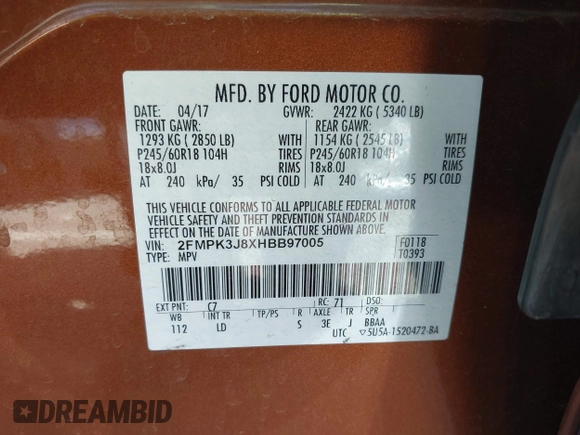 MFD. BY FORD MOTOR CO.
DATE: 04/17 GVWR: 2422 KG ( 5340 LB)
FRONT GAWR: REAR GAWR:
1293 KG ( 2850 LB) WITH 1154 KG ( 2545 LB) WITH
P245/60R18 104H TIRES P245/60R18 104H TIRES
18x8.0J RIMS 18x8.0J RIMS
AT 240 kPa/ 35 PSI COLD AT 240 kPa/ 35 PSI COLD
THIS VEHICLE CONFORMS TO ALL APPLICABLE FEDERAL MOTOR
VEHICLE SAFETY AND THEFT PREVENTION STANDARDS IN EFFECT
ON THE DATE OF MANUFACTURE SHOWN ABOVE.
VIN: 2FMPK3J8XHBB97005 F0118
TYPE: MPV T0393
EXT PNT: C7 RC: 71 DSO:
WB INT TR TP/PS R AXLE TR SPR
112 LD S 3E J BBAA
UTC ▽5U5A-1520472-BA
DREAMBID